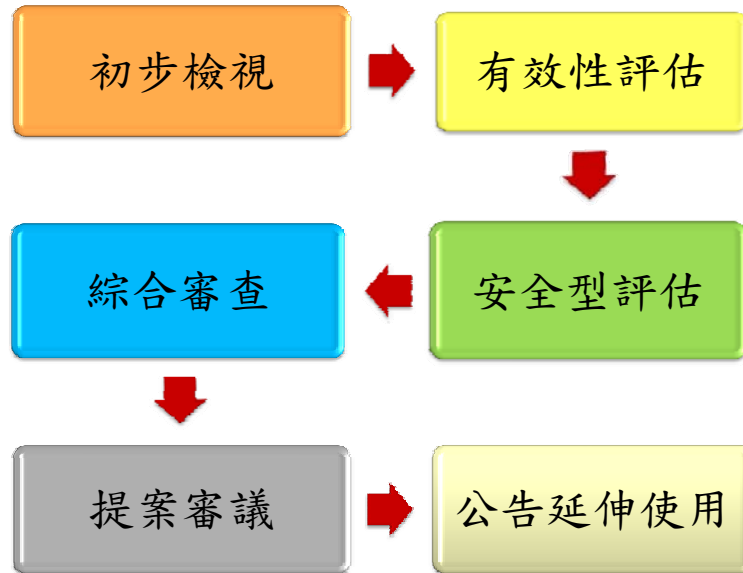 初步檢視
有效性評估
安全型評估
綜合審查
提案審議
公告延伸使用